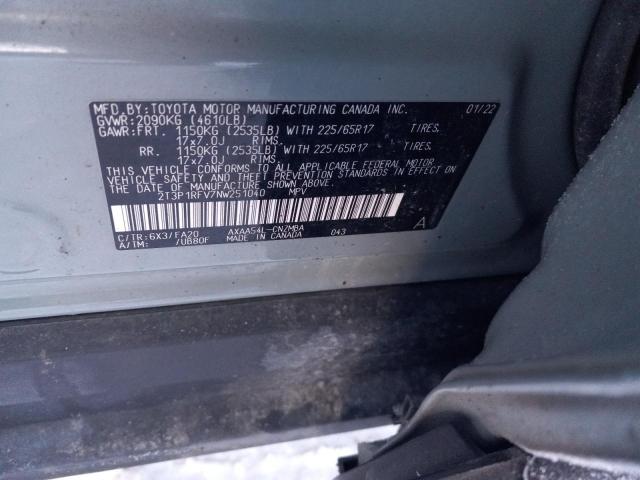 MFD.BY:TOYOTA MOTOR MANUFACTURING CANADA INC. 01/22
GVWR:2090KG (4610LB)
GAWR:FRT. 1150KG (2535LB) WITH 225/65R17 TIRES.
17x7.0J RIMS.
RR. 1150KG (2535LB) WITH 225/65R17 TIRES.
17x7.0J RIMS.
THIS VEHICLE CONFORMS TO ALL APPLICABLE FEDERAL MOTOR
VEHICLE SAFETY AND THEFT PREVENTION STANDARDS IN EFFECT
ON THE DATE OF MANUFACTURE SHOWN ABOVE.
2T3P1RFV7NW251040 MPV
A
C/TR:6X3/FA20 AXAA54L-CNZMBA 043
A/TM: /UB80F MADE IN CANADA